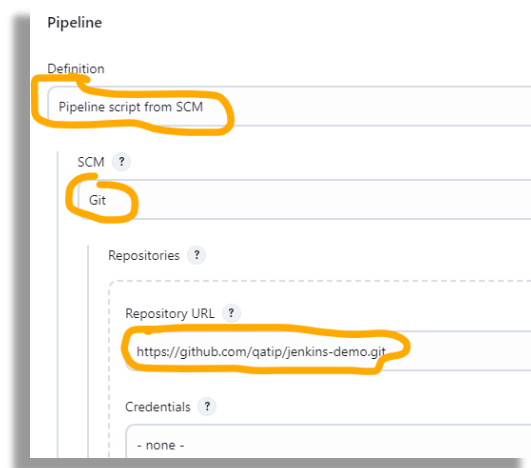 Pipeline
Definition
Pipeline script from SCM
SCM ?
Git
Repositories ?
Repository URL ?
https://github.com/qatip/jenkins-demo.git
Credentials ?
- none -